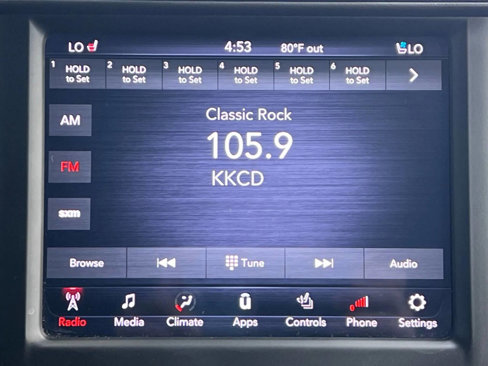 LO 4:53 80°F out LO
1 HOLD to Set 2 HOLD to Set 3 HOLD to Set 4 HOLD to Set 5 HOLD to Set 6 HOLD to Set
AM
Classic Rock
105.9
FM
KKCD
sxm
Browse Tune Audio
Radio Media Climate Apps Controls Phone Settings